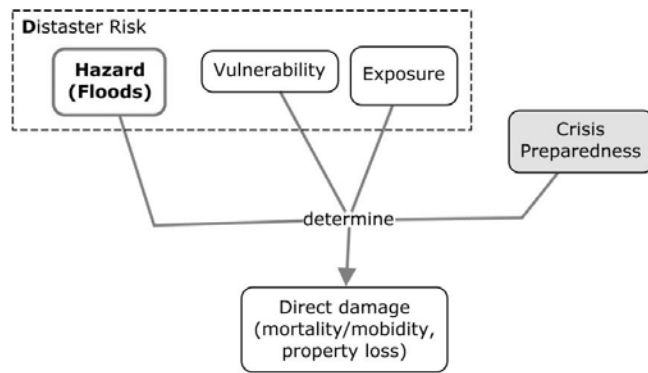 Distaster Risk
Hazard
(Floods)
Vulnerability
Exposure
Crisis
Preparedness
determine
Direct damage
(mortality/mobidity,
property loss)